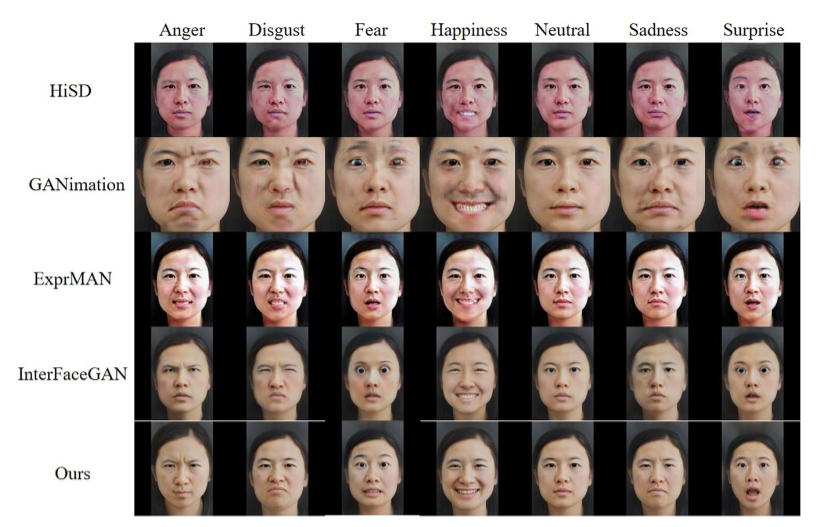 Anger Disgust Fear Happiness Neutral Sadness Surprise
HiSD
GANimation
ExprMAN
InterFaceGAN
Ours